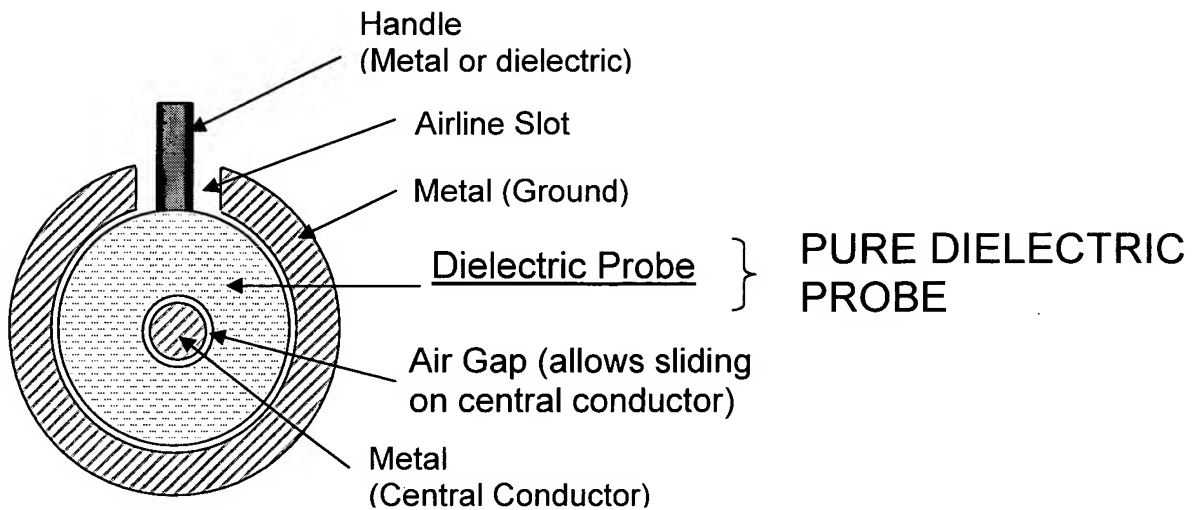 Handle
(Metal or dielectric)
Airline Slot
Metal (Ground)
Dielectric Probe
PURE DIELECTRIC
PROBE
Air Gap (allows sliding
on central conductor)
Metal
(Central Conductor)